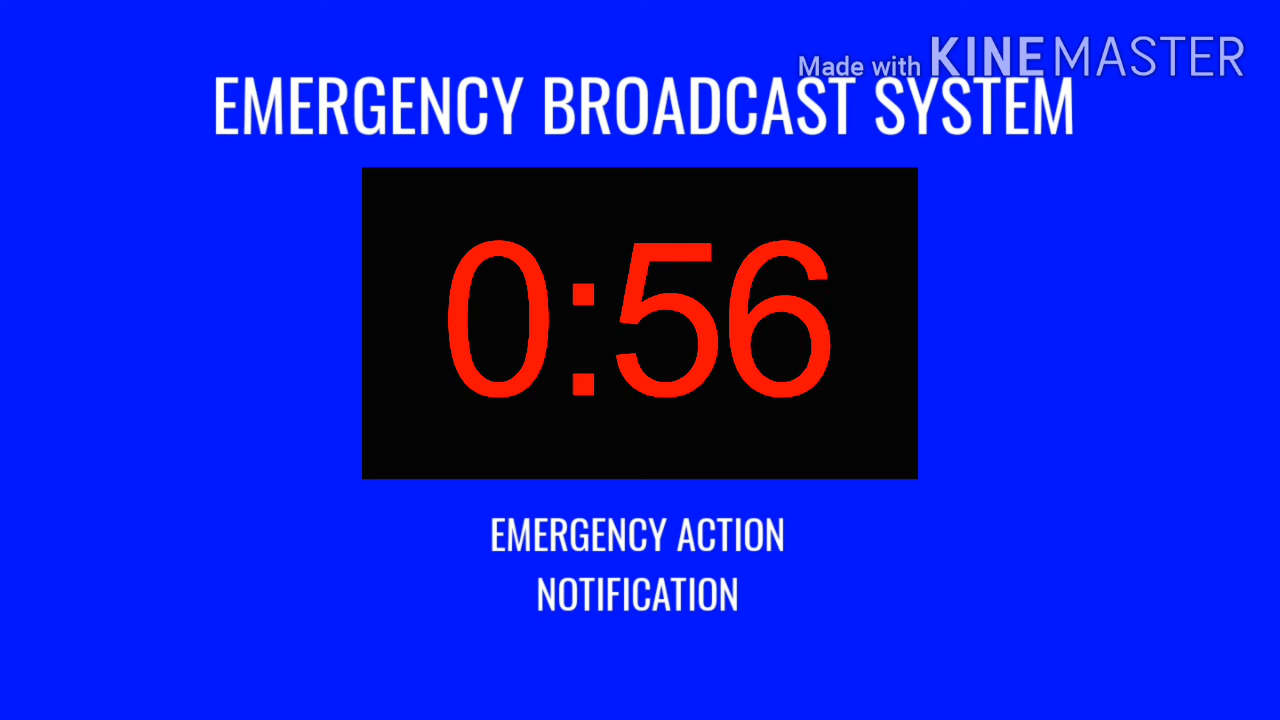 Made with KINEMASTER
EMERGENCY BROADCAST SYSTEM
0:56
EMERGENCY ACTION
NOTIFICATION